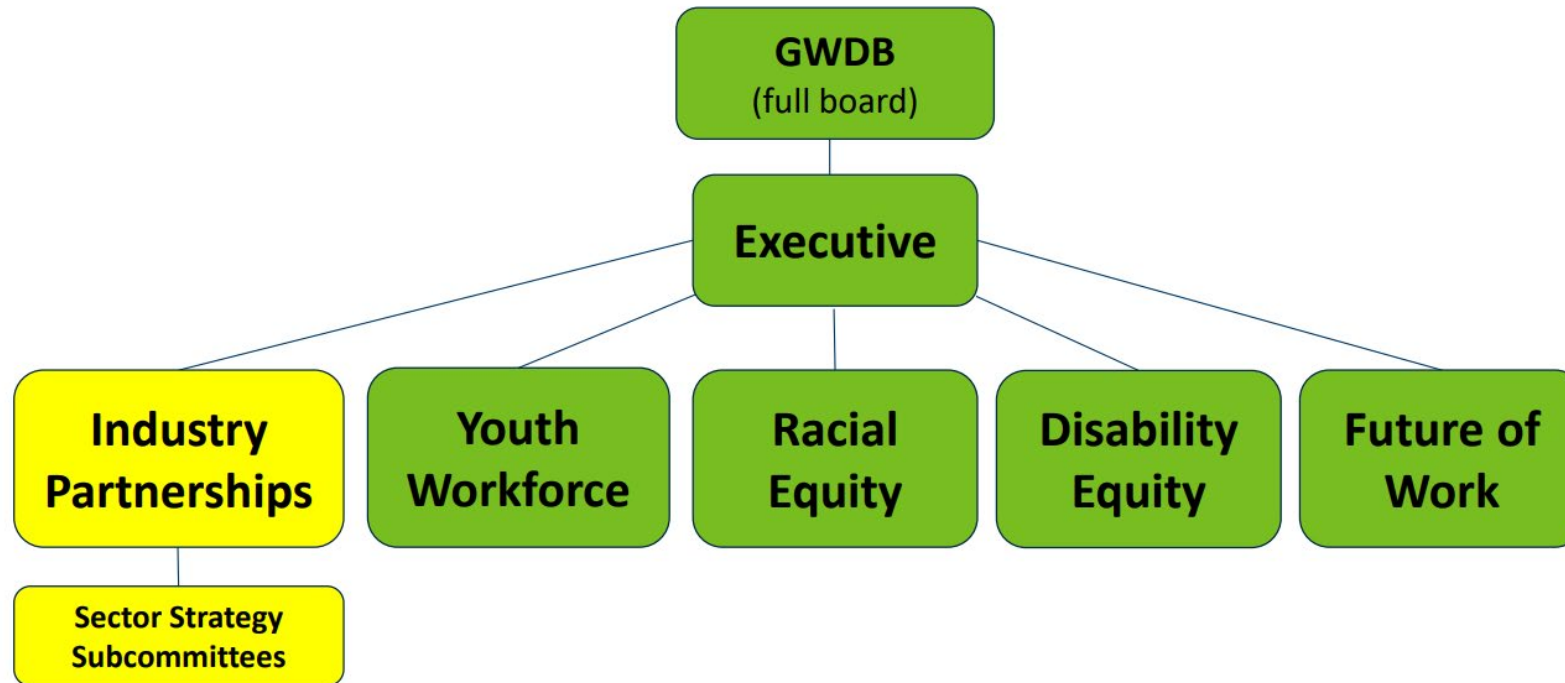 GWDB
(full board)
Executive
Industry
Partnerships
Youth
Workforce
Racial
Equity
Disability
Equity
Future of
Work
Sector Strategy
Subcommittees